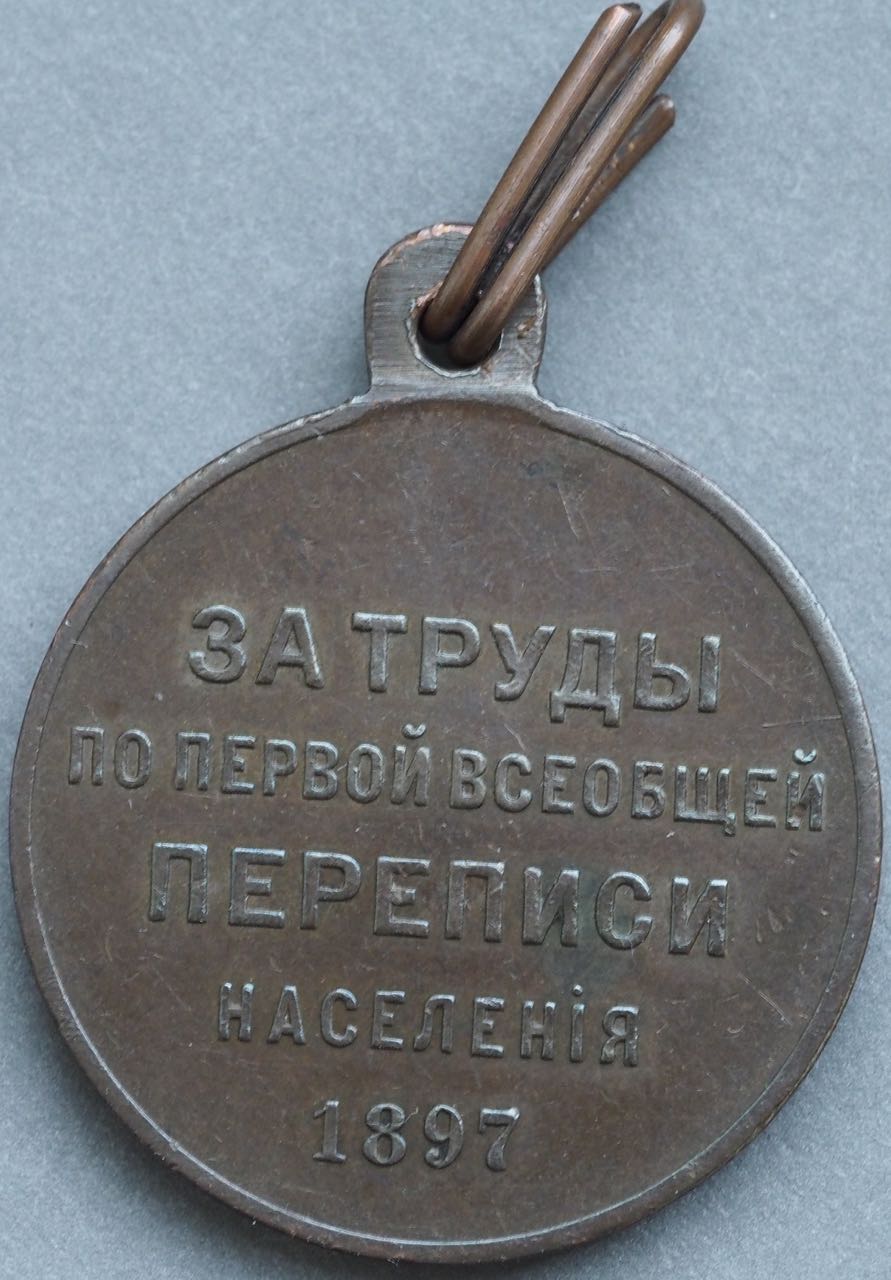 ЗА ТРУДЫ
ПО ПЕРВОЙ ВСЕОБЩЕЙ
ПЕРЕПИСИ
НАСЕЛЕНІЯ
1897